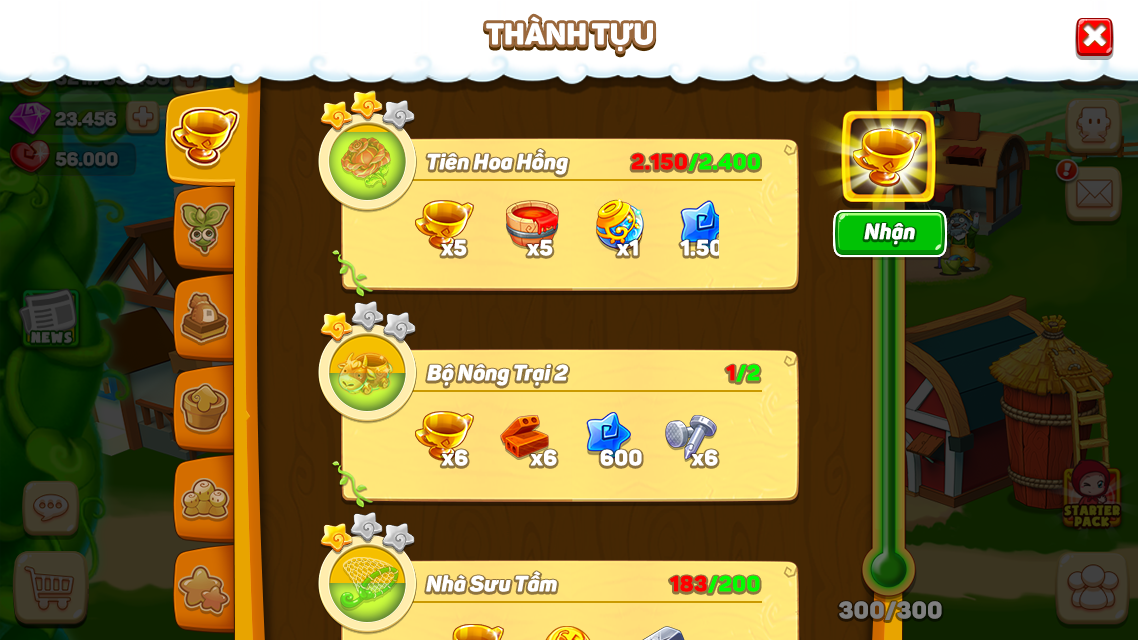 THÀNH TỰU
23.456
56.000
Tiên Hoa Hồng
2.150/2.400
x5
x5
x1
1.50
Nhận
NEWS
Bộ Nông Trại 2
1/2
x6
x6
600
x6
STARTER
PACK
Nhà Sưu Tầm
183/200
300/300